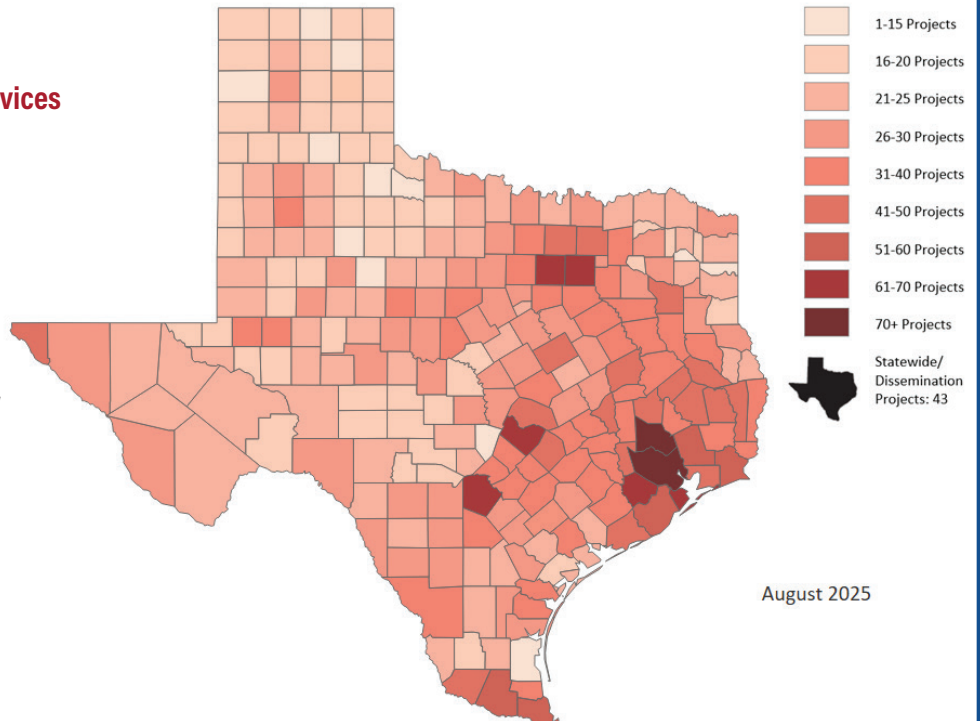 vices
1-15 Projects
16-20 Projects
21-25 Projects
26-30 Projects
31-40 Projects
41-50 Projects
51-60 Projects
61-70 Projects
70+ Projects
Statewide/
Dissemination
Projects: 43
August 2025